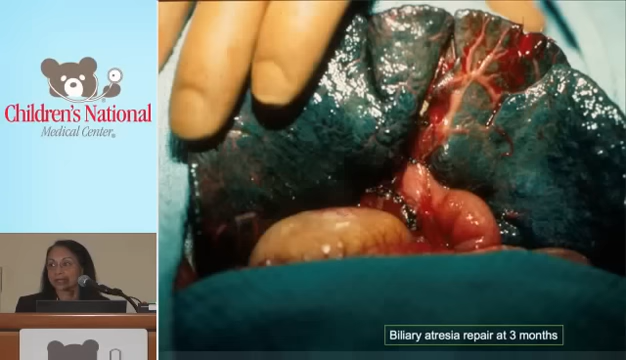 Children's National
Medical Center®
Biliary atresia repair at 3 months